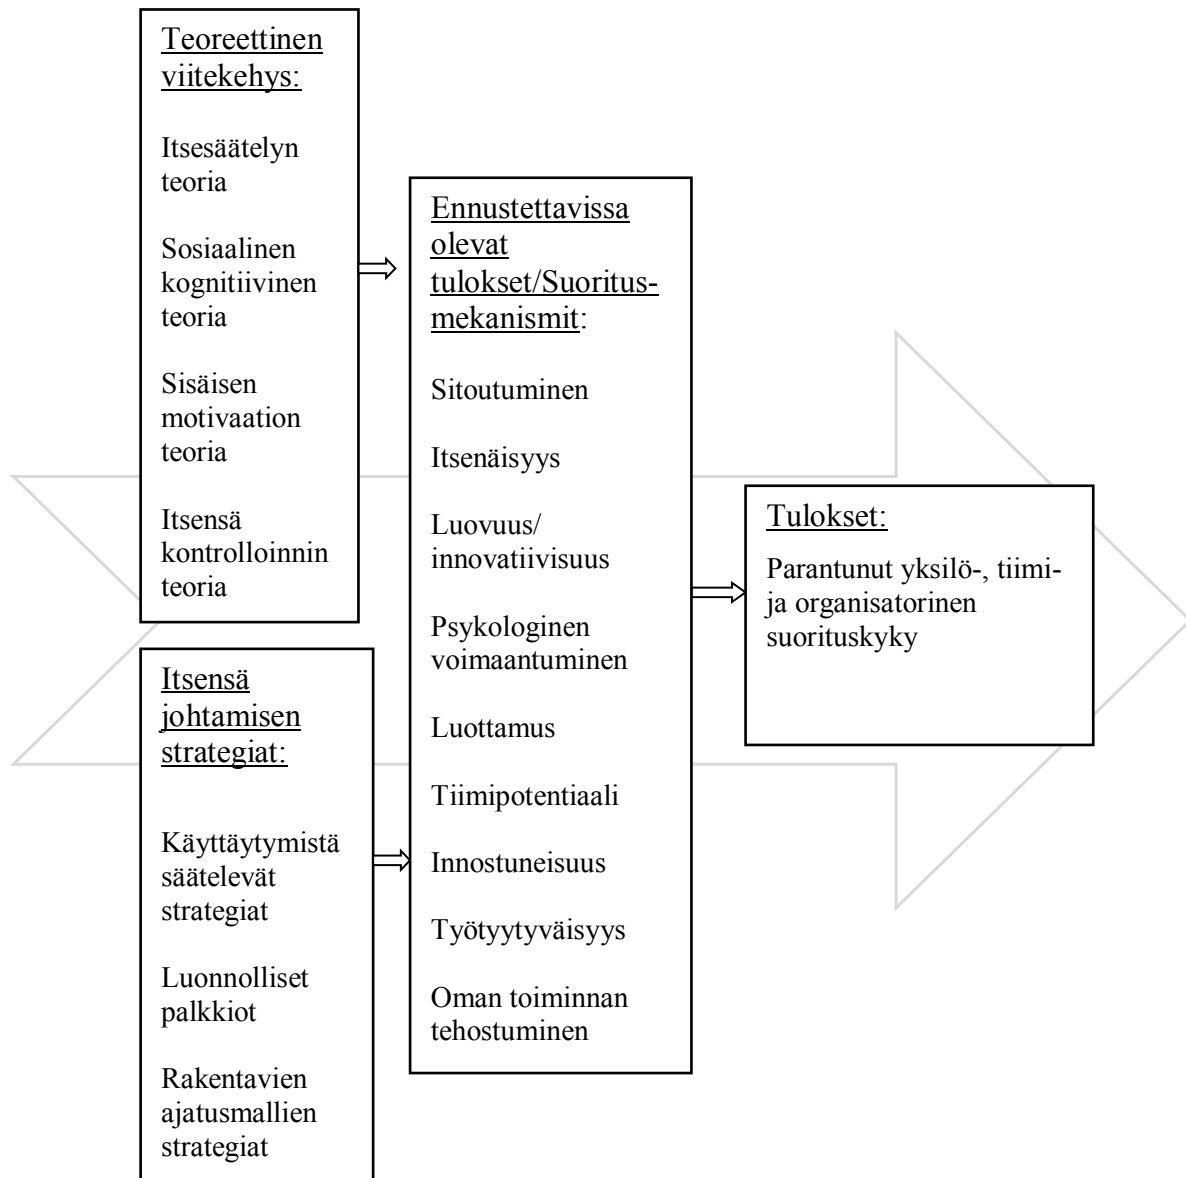 Teoreettinen
viitekehys:
Itsesäätelyn
teoria
Sosiaalinen
kognitiivinen
teoria
Sisäisen
motivaation
teoria
Itsensä
kontrolloinnin
teoria
Itsensä
johtamisen
strategiat:
Käyttäytymistä
säätelevät
strategiat
Luonnolliset
palkkiot
Rakentavien
ajatusmallien
strategiat
Ennustettavissa
olevat
tulokset/Suoritus-
mekanismit:
Sitoutuminen
Itsenäisyys
Luovuus/
innovatiivisuus
Psykologinen
voimaantuminen
Luottamus
Tiimipotentiaali
Innostuneisuus
Työtyytyväisyys
Oman toiminnan
tehostuminen
Tulokset:
Parantunut yksilö-, tiimi-
ja organisatorinen
suorituskyky